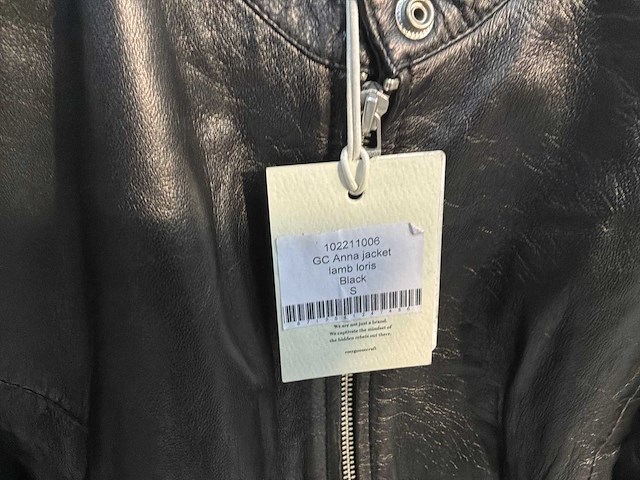 102211006
GC Anna jacket
lamb loris
Black
S
We are not just a brand.
We captivate the mindset of
the hidden rebels out there.